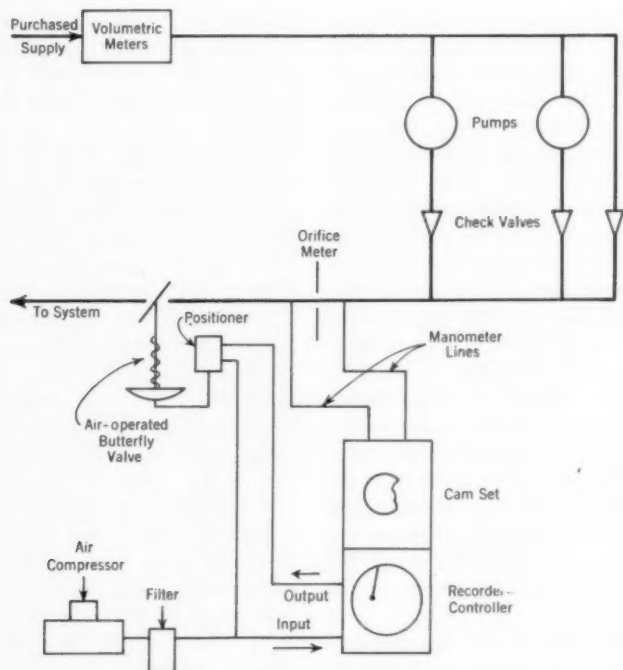 Purchased
Supply
Volumetric
Meters
Pumps
Check Valves
Orifice
Meter
To System
Positioner
Manometer
Lines
Air-operated
Butterfly
Valve
Cam Set
Air
Compressor
Filter
Output
Input
Recorder-
Controller